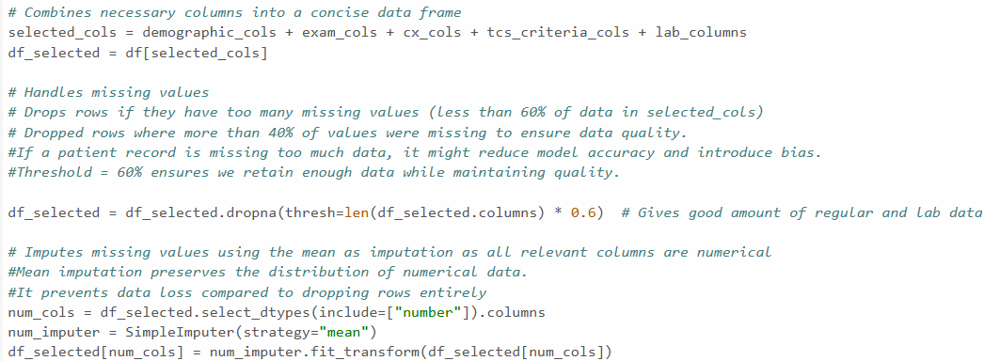 # Combines necessary columns into a concise data frame
selected_cols = demographic_cols + exam_cols + cx_cols + tcs_criteria_cols + lab_columns
df_selected = df[selected_cols]
# Handles missing values
# Drops rows if they have too many missing values (less than 60% of data in selected_cols)
# Dropped rows where more than 40% of values were missing to ensure data quality.
#If a patient record is missing too much data, it might reduce model accuracy and introduce bias.
#Threshold = 60% ensures we retain enough data while maintaining quality.
df_selected = df_selected.dropna(thresh=len(df_selected.columns) * 0.6)  # Gives good amount of regular and lab data
# Imputes missing values using the mean as imputation as all relevant columns are numerical
#Mean imputation preserves the distribution of numerical data.
#It prevents data loss compared to dropping rows entirely
num_cols = df_selected.select_dtypes(include=["number"]).columns
num_imputer = SimpleImputer(strategy="mean")
df_selected[num_cols] = num_imputer.fit_transform(df_selected[num_cols])